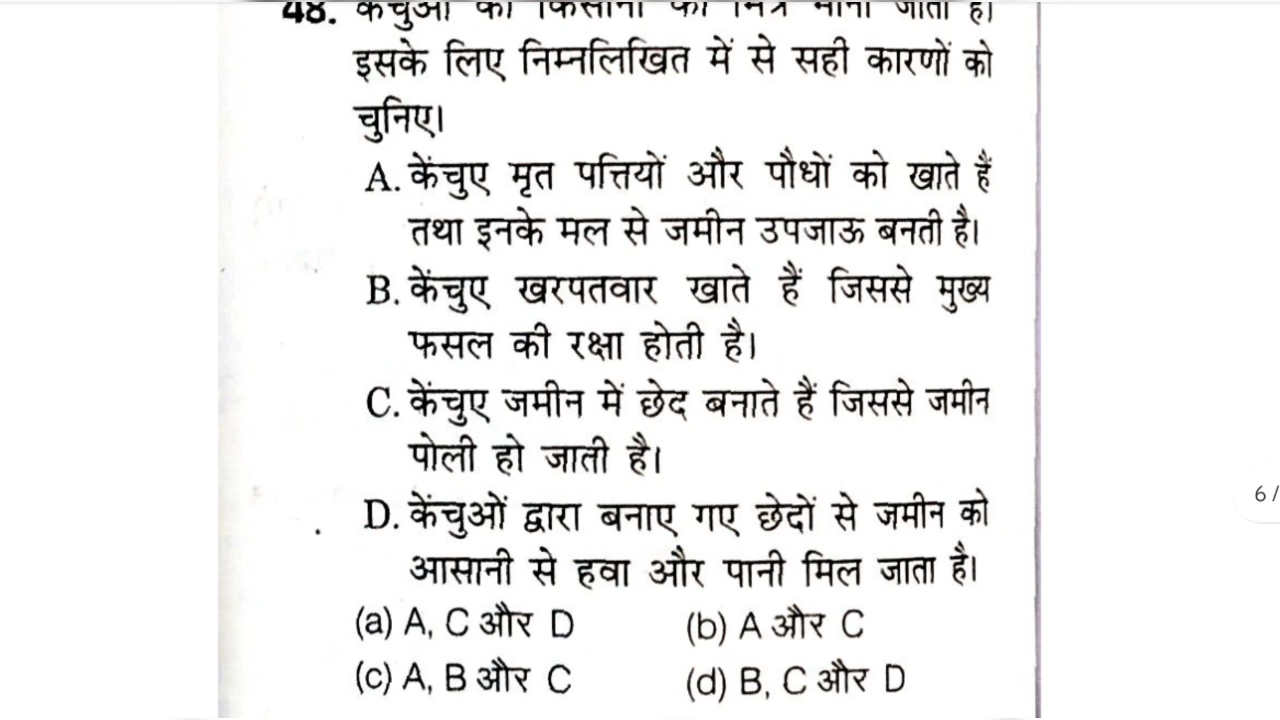 48. केंचुओं को किसानों का मित्र माना जाता है।
इसके लिए निम्नलिखित में से सही कारणों को
चुनिए।
A. केंचुए मृत पत्तियों और पौधों को खाते हैं
तथा इनके मल से जमीन उपजाऊ बनती है।
B. केंचुए खरपतवार खाते हैं जिससे मुख्य
फसल की रक्षा होती है।
C. केंचुए जमीन में छेद बनाते हैं जिससे जमीन
पोली हो जाती है।
D. केंचुओं द्वारा बनाए गए छेदों से जमीन को
आसानी से हवा और पानी मिल जाता है।
(a) A, C और D (b) A और C
(c) A, B और C (d) B, C और D
6 /